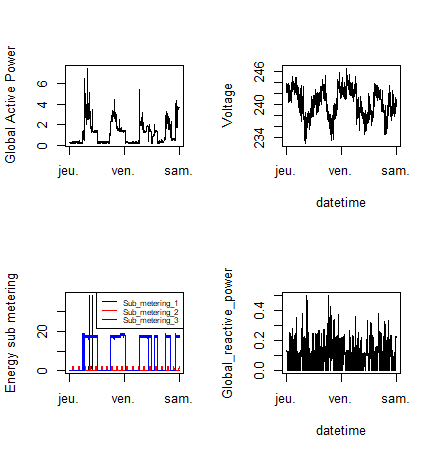 Global Active Power
6
4
2
0
jeu. ven. sam.
Voltage
246
240
234
jeu. ven. sam.
datetime
Energy sub metering
20
0
Sub_metering_1
Sub_metering_2
Sub_metering_3
jeu. ven. sam.
Global_reactive_power
0.4
0.2
0.0
jeu. ven. sam.
datetime